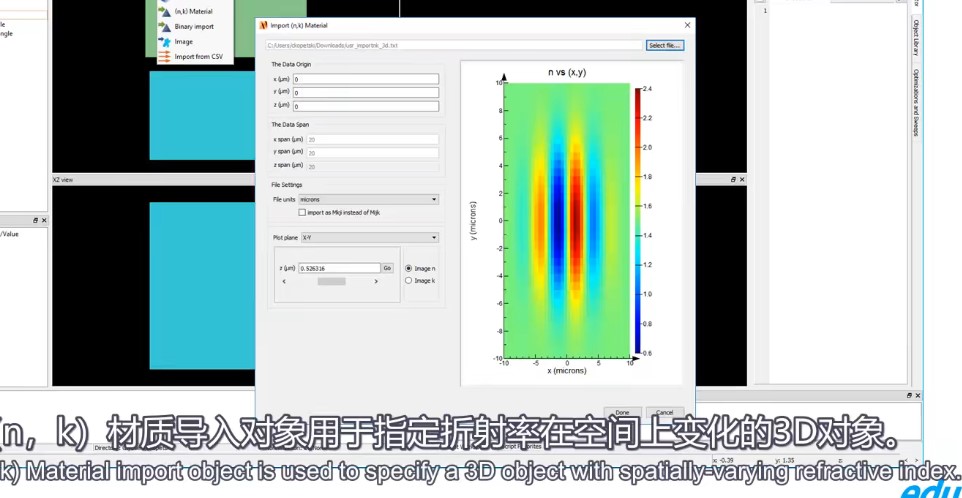 (n,k) Material
Binary import
Image
Import from CSV
Import (n,k) Material
C:/Users/dkopelski/Downloads/usr_importnk_3d.txt
Select file...
The Data Origin
x (µm) 0
y (µm) 0
z (µm) 0
The Data Span
x span (µm) 20
y span (µm) 20
z span (µm) 20
File Settings
File units microns
Import as Mkji instead of Mijk
Plot plane X-Y
z (µm) 0.526316 Go
Image n
Image k
< >
n vs (x,y)
10
8
6
4
2
0
-2
-4
-6
-8
-10
y (microns)
-10 -5 0 5 10
x (microns)
2.4
2.2
2.0
1.8
1.6
1.4
1.2
1.0
0.8
0.6
Done Cancel
XZ view
/Value
1
Object Library
Optimizations and Sweeps
Script Favorites
x: -0.39 y: 1.35 z:
n，k）材质导入对象用于指定折射率在空间上变化的3D对象。
k) Material import object is used to specify a 3D object with spatially-varying refractive index.
edu